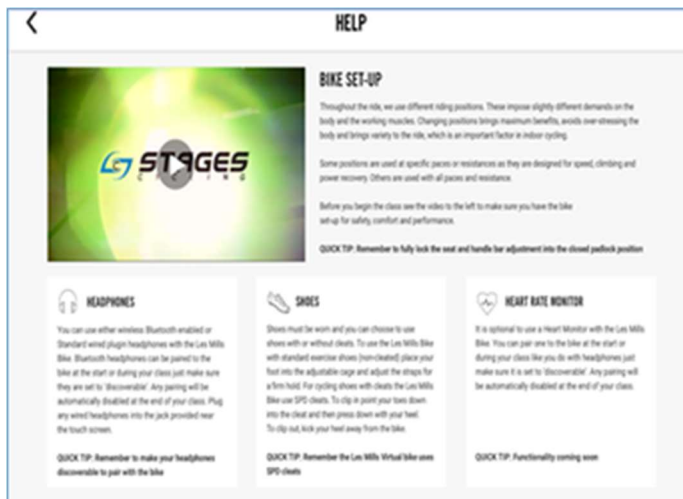 HELP
STAGES
CYCLING
BIKE SET-UP
Throughout the ride, we use different riding positions. These impose slightly different demands on the
body and the working muscles. Changing positions brings maximum benefits, avoids over-stressing the
body and brings variety to the ride, which is an important factor in indoor cycling.
Some positions are used at specific paces or resistances as they are designed for speed, climbing and
power recovery. Others are used with all paces and resistance.
Before you begin the class see the video to the left to make sure you have the bike
set-up for safety, comfort and performance.
QUICK TIP: Remember to fully lock the seat and handle bar adjustment into the closed padlock position
HEADPHONES
You can use either wireless Bluetooth enabled or
Standard wired plugin headphones with the Les Mills
Bike. Bluetooth headphones can be paired to the
bike at the start or during your class just make sure
they are set to 'discoverable'. Any pairing will be
automatically disabled at the end of your class. Plug
any wired headphones into the jack provided near
the touch screen.
QUICK TIP: Remember to make your headphones
discoverable to pair with the bike
SHOES
Shoes must be worn and you can choose to use
shoes with or without cleats. To use the Les Mills Bike
with standard exercise shoes (non-cleated) place your
foot into the adjustable cage and adjust the straps for
a firm hold. For cycling shoes with cleats the Les Mills
Bike use SPD cleats. To clip in point your toes down
into the cleat and then press down with your heel.
To clip out, kick your heel away from the bike.
QUICK TIP: Remember the Les Mills Virtual bike uses
SPD cleats
HEART RATE MONITOR
It is optional to use a Heart Monitor with the Les Mills
Bike. You can pair one to the bike at the start or
during your class like you do with headphones just
make sure it is set to 'discoverable'. Any pairing will
be automatically disabled at the end of your class.
QUICK TIP: Functionality coming soon